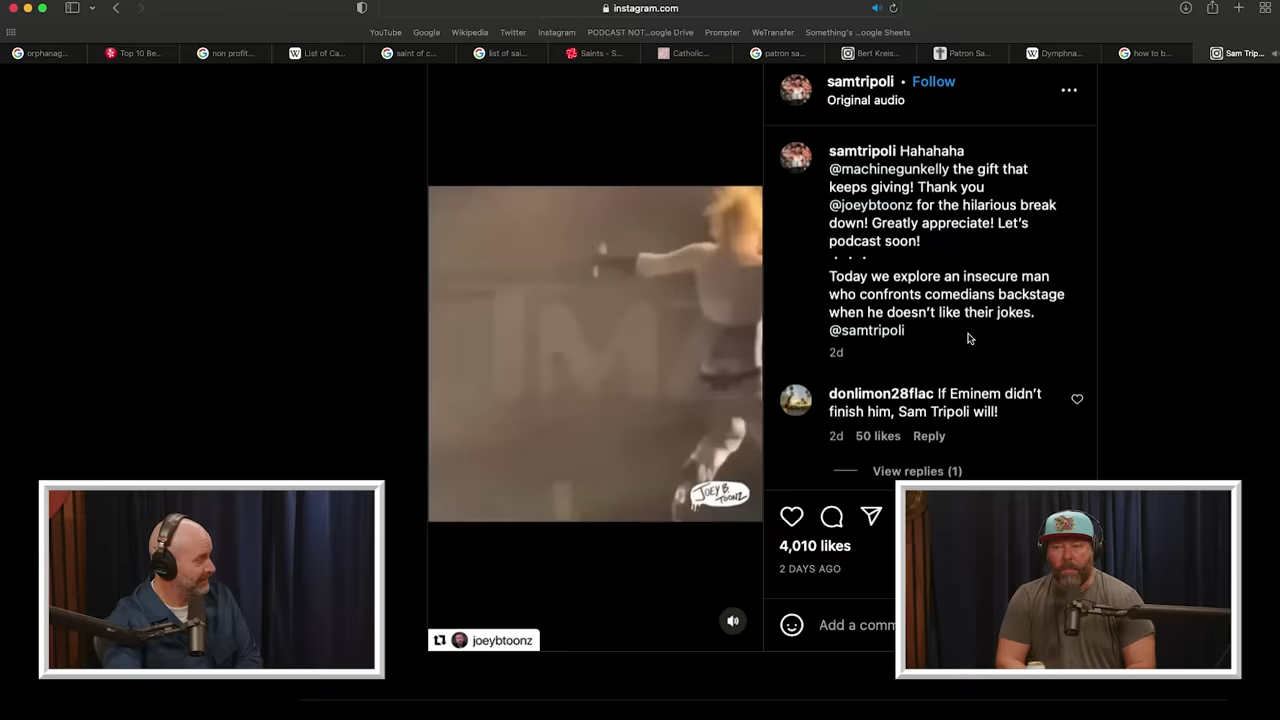 instagram.com
YouTube
Google
Wikipedia
Twitter
Instagram
PODCAST NOT...oogle Drive
Prompter
WeTransfer
Something's...oogle Sheets
orphanag...
Top 10 Be...
non profit...
List of Ca...
saint of c...
list of sai...
Saints - S...
Catholic...
patron sa...
Bert Kreis...
Patron Sa...
Dymphna...
how to b...
Sam Trip...
samtripoli • Follow
Original audio
samtripoli Hahahaha
@machinegunkelly the gift that
keeps giving! Thank you
@joeybtoonz for the hilarious break
down! Greatly appreciate! Let's
podcast soon!
. . .
Today we explore an insecure man
who confronts comedians backstage
when he doesn't like their jokes.
@samtripoli
2d
donlimon28flac If Eminem didn't
finish him, Sam Tripoli will!
2d 50 likes Reply
View replies (1)
4,010 likes
2 DAYS AGO
Add a comm
JOEY B.
TOONZ
joeybtoonz